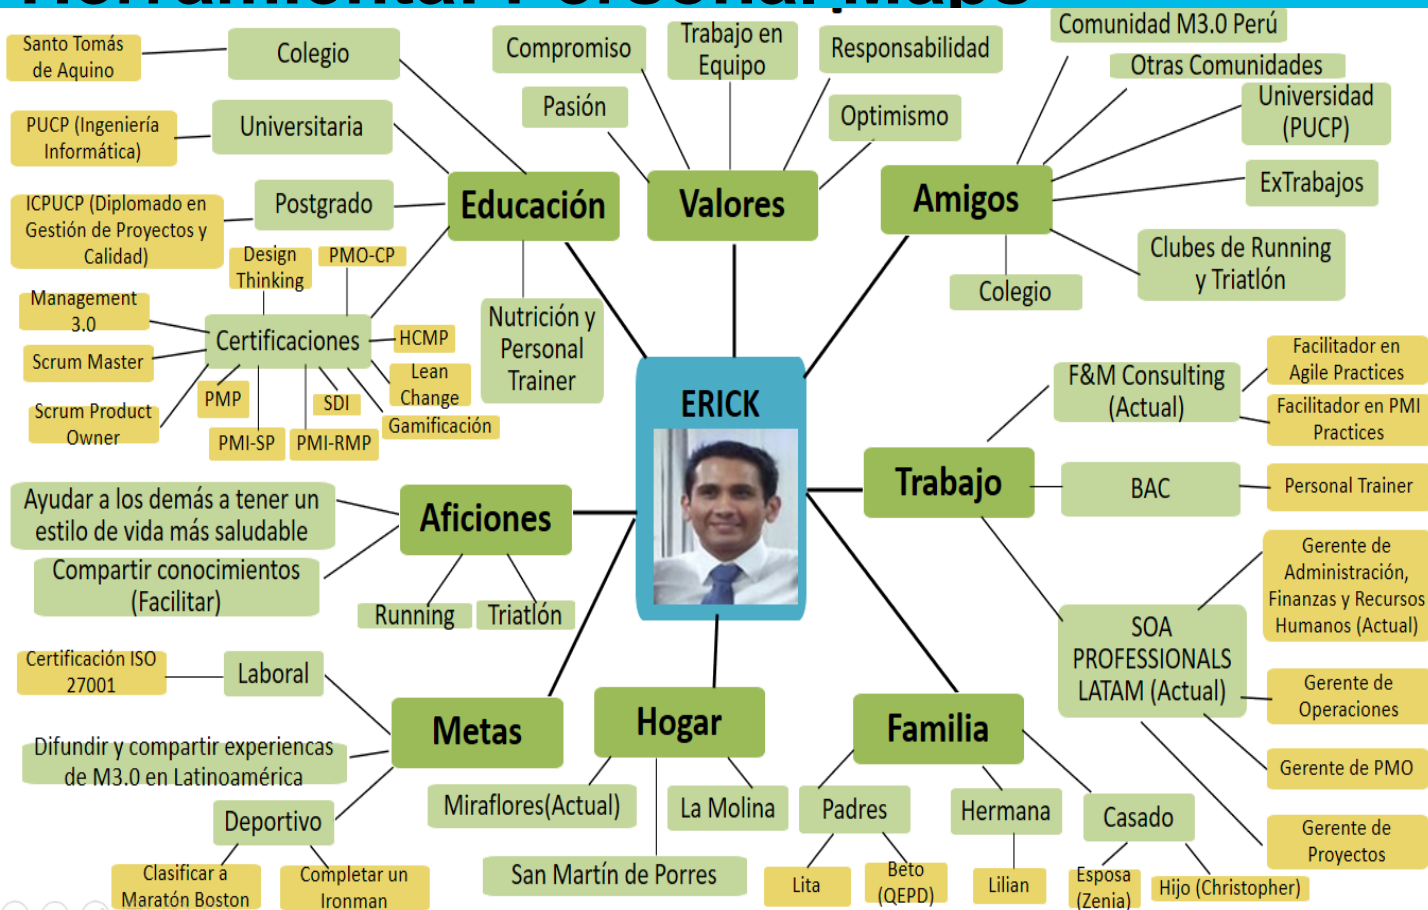 Herramienta: Personal Maps
Santo Tomás
de Aquino
Colegio
PUCP (Ingeniería
Informática)
Universitaria
ICPUCP (Diplomado en
Gestión de Proyectos y
Calidad)
Postgrado
Educación
Design
Thinking
PMO-CP
Management
3.0
Certificaciones
HCMP
Scrum Master
Lean
Change
Scrum Product
Owner
PMP
SDI
Gamificación
PMI-SP
PMI-RMP
Nutrición y
Personal
Trainer
Compromiso
Trabajo en
Equipo
Responsabilidad
Pasión
Optimismo
Valores
Comunidad M3.0 Perú
Otras Comunidades
Universidad
(PUCP)
ExTrabajos
Amigos
Clubes de Running
y Triatlón
Colegio
ERICK
Trabajo
F&M Consulting
(Actual)
Facilitador en
Agile Practices
Facilitador en PMI
Practices
BAC
Personal Trainer
SOA
PROFESSIONALS
LATAM (Actual)
Gerente de
Administración,
Finanzas y Recursos
Humanos (Actual)
Gerente de
Operaciones
Gerente de PMO
Gerente de
Proyectos
Aficiones
Ayudar a los demás a tener un
estilo de vida más saludable
Compartir conocimientos
(Facilitar)
Running
Triatlón
Metas
Certificación ISO
27001
Laboral
Difundir y compartir experiencas
de M3.0 en Latinoamérica
Deportivo
Clasificar a
Maratón Boston
Completar un
Ironman
Hogar
Miraflores(Actual)
La Molina
San Martín de Porres
Familia
Padres
Hermana
Casado
Lita
Beto
(QEPD)
Lilian
Esposa
(Zenia)
Hijo (Christopher)